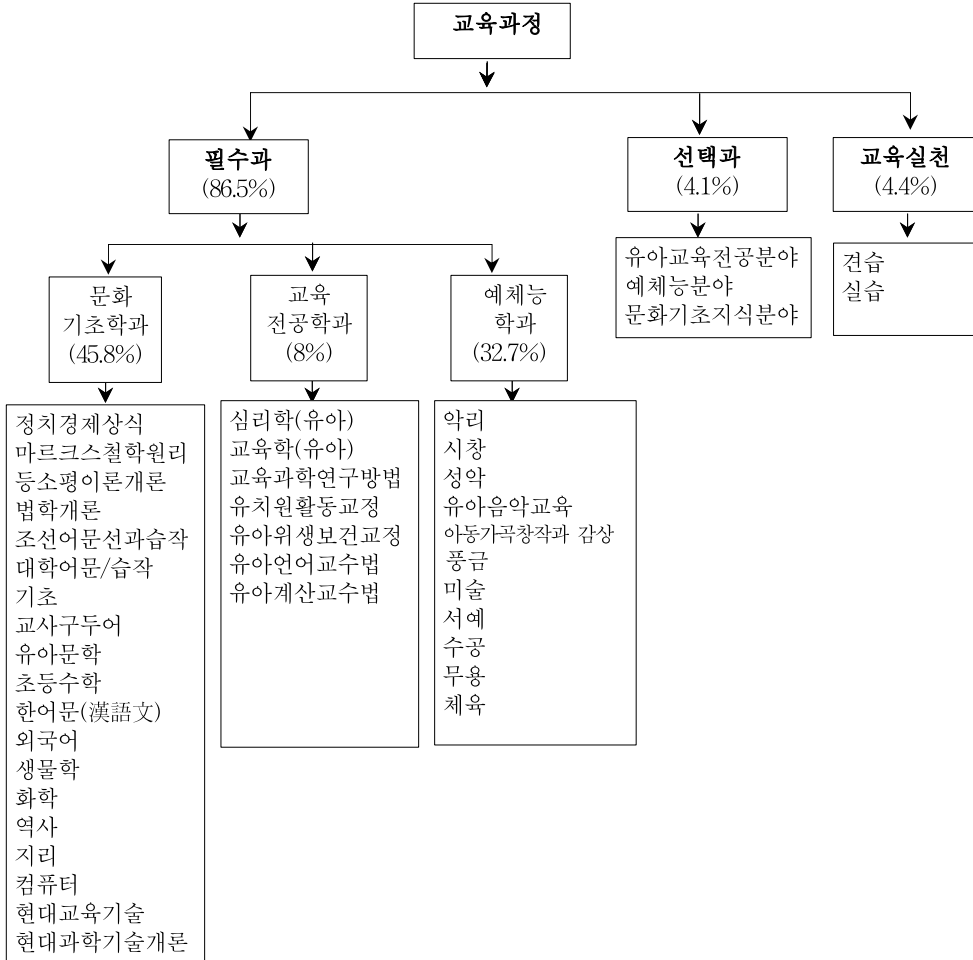 교육과정
필수과
(86.5%)
선택과
(4.1%)
교육실천
(4.4%)
유아교육전공분야
예체능분야
문화기초지식분야
견습
실습
문화
기초학과
(45.8%)
교육
전공학과
(8%)
예체능
학과
(32.7%)
정치경제상식
마르크스철학원리
등소평이론개론
법학개론
조선어문선과습작
대학어문/습작
기초
교사구두어
유아문학
초등수학
한어문(漢語文)
외국어
생물학
화학
역사
지리
컴퓨터
현대교육기술
현대과학기술개론
심리학(유아)
교육학(유아)
교육과학연구방법
유치원활동교정
유아위생보건교정
유아언어교수법
유아계산교수법
악리
시창
성악
유아음악교육
아동가곡창작과 감상
풍금
미술
서예
수공
무용
체육